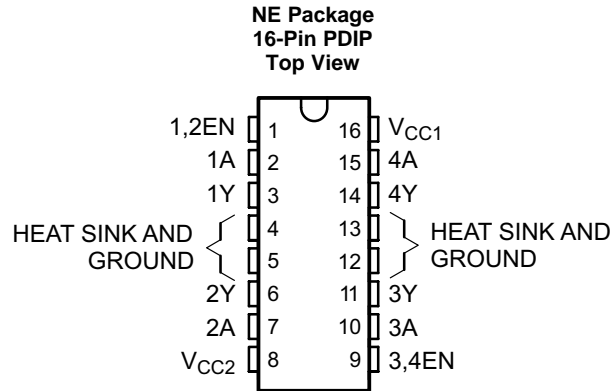 NE Package
16-Pin PDIP
Top View
1,2EN 1 16 VCC1
1A 2 15 4A
1Y 3 14 4Y
HEAT SINK AND GROUND 4 13 HEAT SINK AND GROUND
5 12
2Y 6 11 3Y
2A 7 10 3A
VCC2 8 9 3,4EN